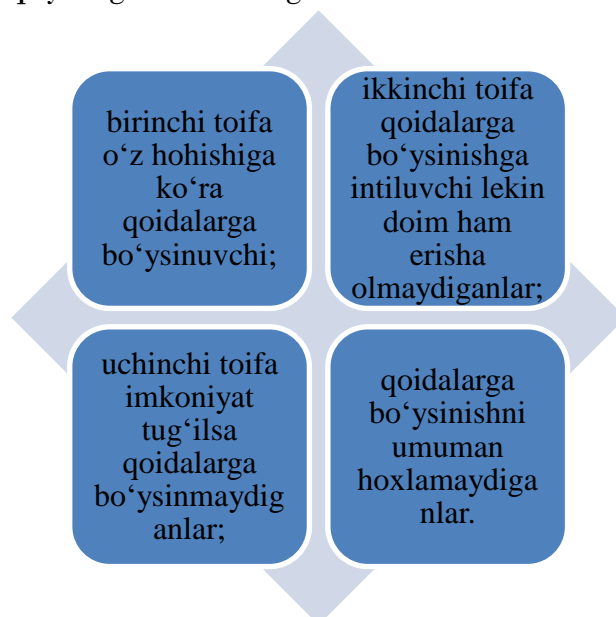 birinchi toifa
o‘z hohishiga
ko‘ra
qoidalarga
bo‘ysinuvchi;
ikkinchi toifa
qoidalarga
bo‘ysinishga
intiluvchi lekin
doim ham
erisha
olmaydiganlar;
uchinchi toifa
imkoniyat
tug‘ilsa
qoidalarga
bo‘ysinmaydig
anlar;
qoidalarga
bo‘ysinishni
umuman
hoxlamaydiga
nlar.